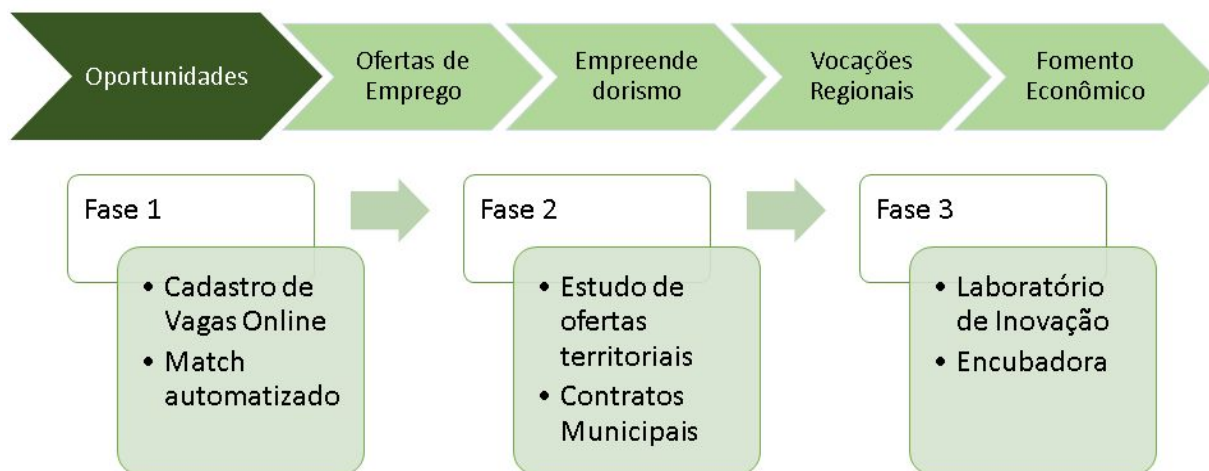 Oportunidades
Ofertas de
Emprego
Empreende
dorismo
Vocações
Regionais
Fomento
Econômico
Fase 1
• Cadastro de
Vagas Online
• Match
automatizado
Fase 2
• Estudo de
ofertas
territoriais
• Contratos
Municipais
Fase 3
• Laboratório
de Inovação
• Encubadora